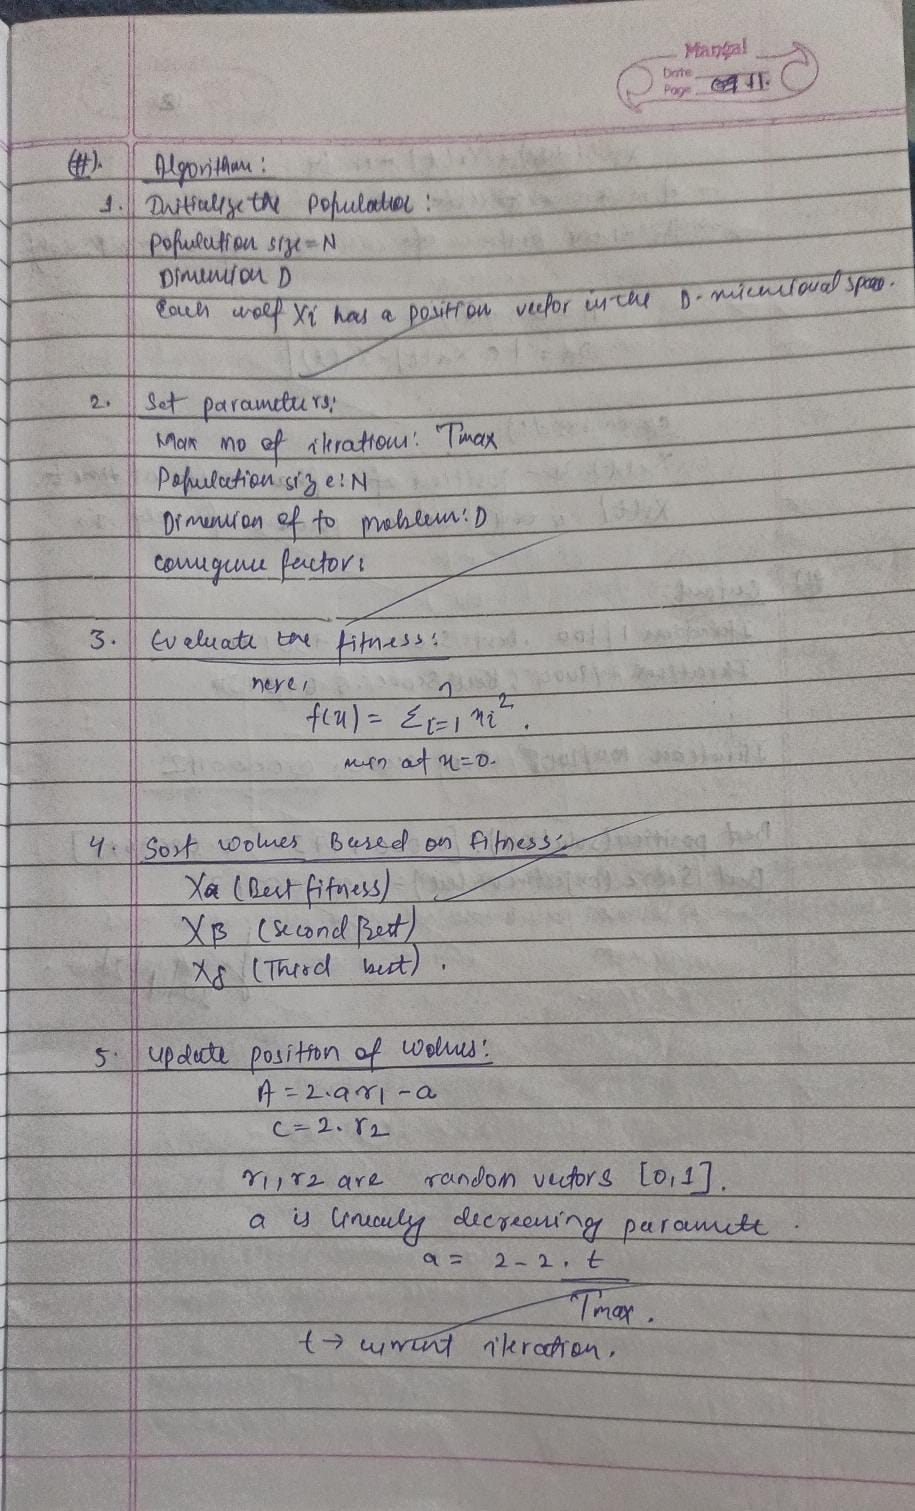 Mangal
Date
Page 11.
(#). Algorithm:
1. Initialize the Population:
Population size = N
Dimension D
Each wolf Xi has a position vector in the D-dimensional space.
2. Set parameters:
Max no of iterations: Tmax
Population size: N
Dimension of to problem: D
Convergence factor:
3. Evaluate the fitness:
here,
f(x) = Σ i=1 n xi².
min at x=0.
4. Sort wolves Based on fitness:
Xα (Best fitness)
Xβ (Second Best)
Xδ (Third best).
5. Update position of wolves:
A = 2.a r1 - a
C = 2. r2
r1, r2 are random vectors [0,1].
a is linearly decreasing paramete.
a = 2 - 2. t
Tmax.
t → current iteration.